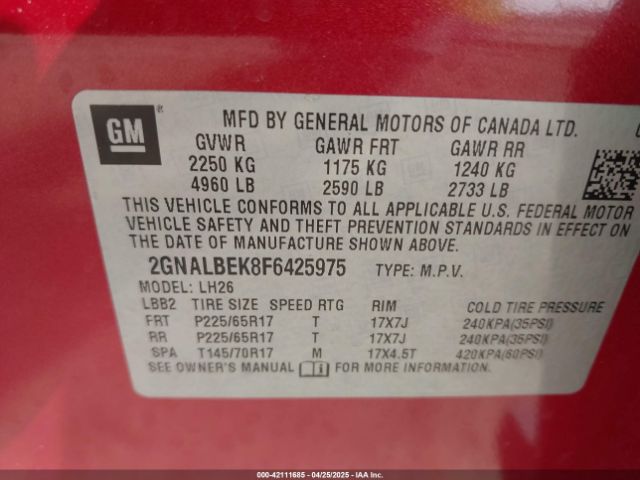 GM ®
MFD BY GENERAL MOTORS OF CANADA LTD.
GVWR GAWR FRT GAWR RR
2250 KG 1175 KG 1240 KG
4960 LB 2590 LB 2733 LB
THIS VEHICLE CONFORMS TO ALL APPLICABLE U.S. FEDERAL MOTOR
VEHICLE SAFETY AND THEFT PREVENTION STANDARDS IN EFFECT ON
THE DATE OF MANUFACTURE SHOWN ABOVE.
2GNALBEK8F6425975 TYPE: M.P.V.
MODEL: LH26
LBB2 TIRE SIZE SPEED RTG RIM COLD TIRE PRESSURE
FRT P225/65R17 T 17X7J 240KPA(35PSI)
RR P225/65R17 T 17X7J 240KPA(35PSI)
SPA T145/70R17 M 17X4.5T 420KPA(60PSI)
SEE OWNER'S MANUAL FOR MORE INFORMATION.
000-42111685 | 04/25/2025 | IAA Inc.